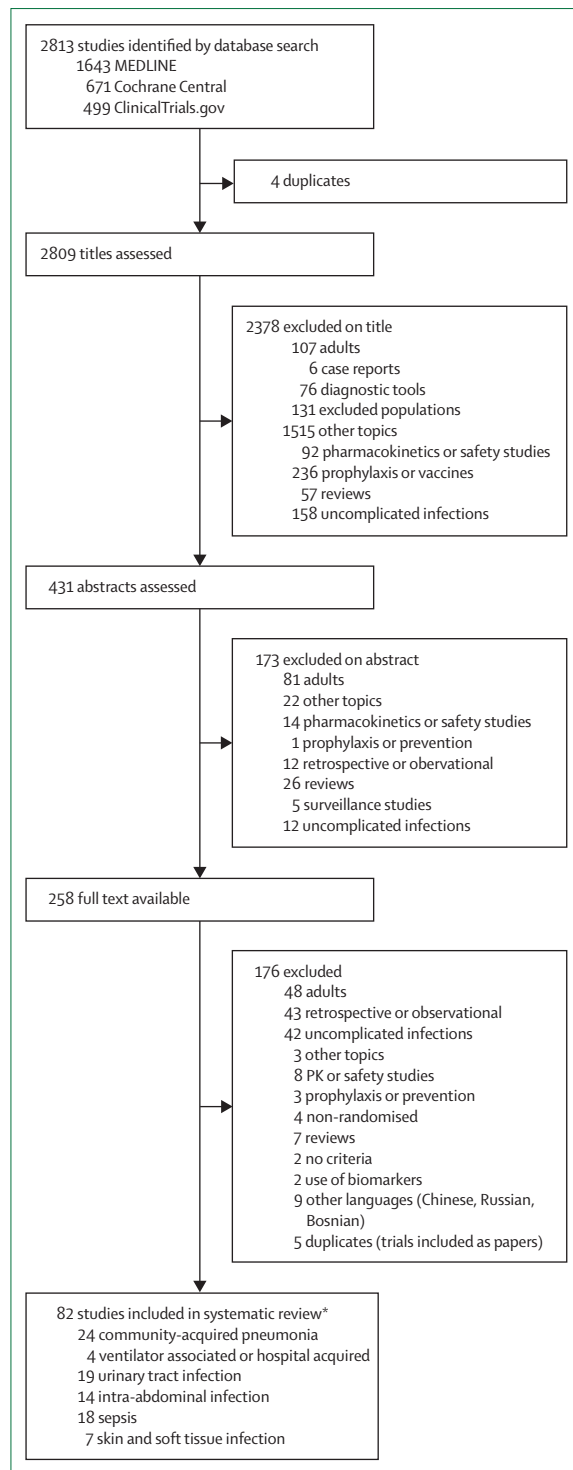 2813 studies identified by database search
1643 MEDLINE
671 Cochrane Central
499 ClinicalTrials.gov
4 duplicates
2809 titles assessed
2378 excluded on title
107 adults
6 case reports
76 diagnostic tools
131 excluded populations
1515 other topics
92 pharmacokinetics or safety studies
236 prophylaxis or vaccines
57 reviews
158 uncomplicated infections
431 abstracts assessed
173 excluded on abstract
81 adults
22 other topics
14 pharmacokinetics or safety studies
1 prophylaxis or prevention
12 retrospective or obervational
26 reviews
5 surveillance studies
12 uncomplicated infections
258 full text available
176 excluded
48 adults
43 retrospective or observational
42 uncomplicated infections
3 other topics
8 PK or safety studies
3 prophylaxis or prevention
4 non-randomised
7 reviews
2 no criteria
2 use of biomarkers
9 other languages (Chinese, Russian,
Bosnian)
5 duplicates (trials included as papers)
82 studies included in systematic review*
24 community-acquired pneumonia
4 ventilator associated or hospital acquired
19 urinary tract infection
14 intra-abdominal infection
18 sepsis
7 skin and soft tissue infection